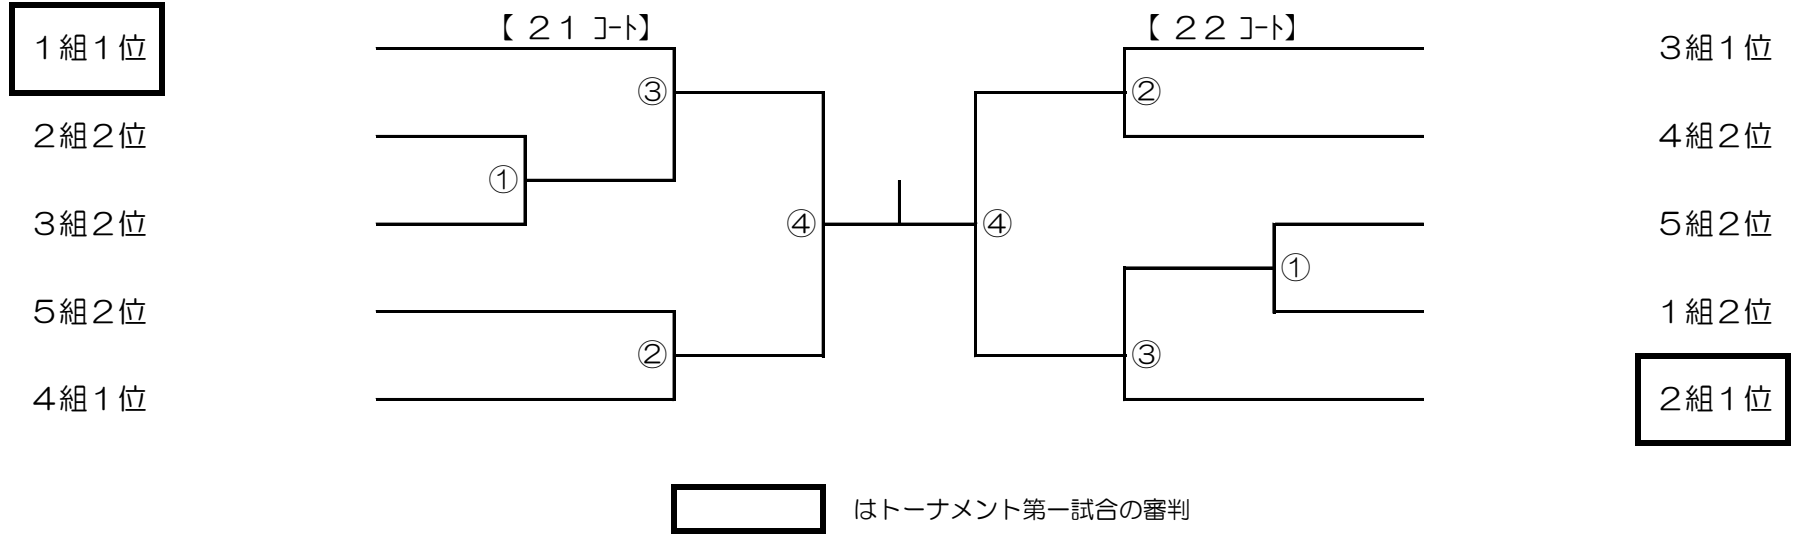 【 ２１ ｺｰﾄ】
【 ２２ ｺｰﾄ】
１組１位
３組１位
③
②
２組２位
４組２位
①
３組２位
④
④
５組２位
①
５組２位
１組２位
②
③
４組１位
２組１位
はトーナメント第一試合の審判